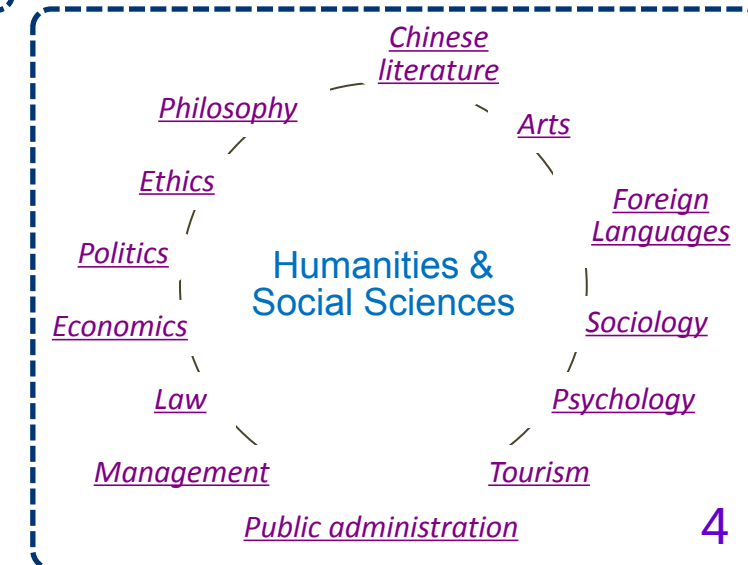 Chinese
literature
Philosophy
Arts
Ethics
Foreign
Languages
Politics
Humanities &
Social Sciences
Economics
Sociology
Law
Psychology
Management
Tourism
Public administration
4